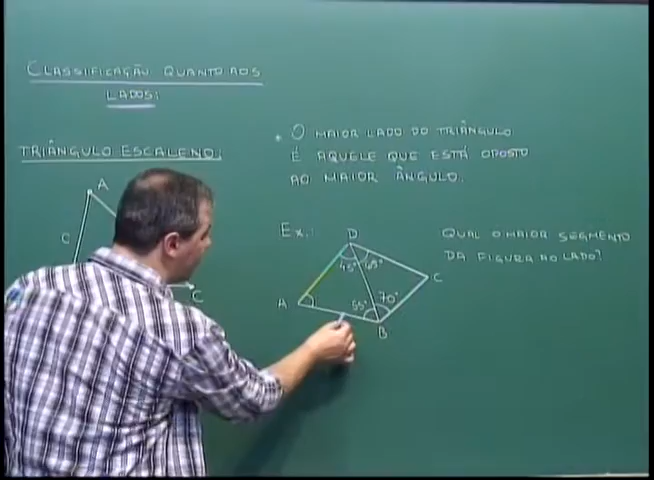 CLASSIFICAÇÃO QUANTO AOS
LADOS:
TRIÂNGULO ESCALENO:
A
C
C
• O MAIOR LADO DO TRIÂNGULO
É AQUELE QUE ESTÁ OPOSTO
AO MAIOR ÂNGULO.
Ex.:
QUAL O MAIOR SEGMENTO
DA FIGURA AO LADO?
D
45°
A
55°
70°
C
B